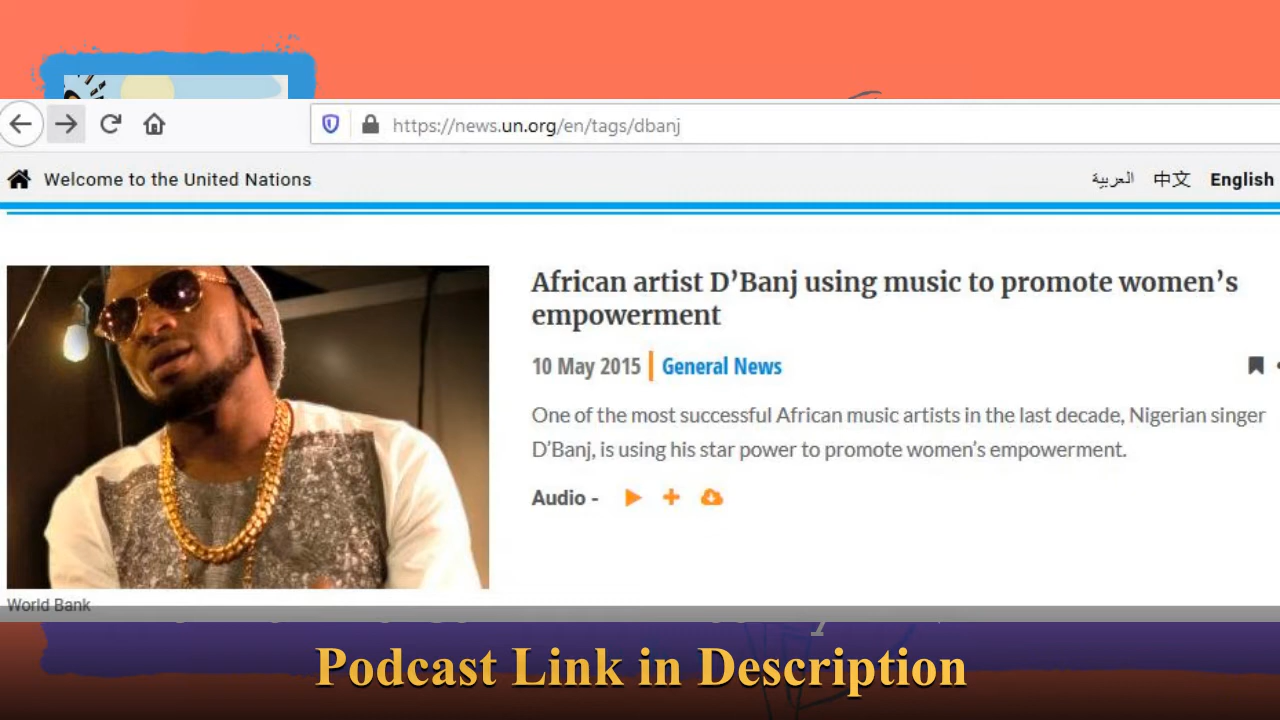 https://news.un.org/en/tags/dbanj
Welcome to the United Nations
العربية 中文 English
African artist D’Banj using music to promote women’s
empowerment
10 May 2015 General News
One of the most successful African music artists in the last decade, Nigerian singer
D’Banj, is using his star power to promote women’s empowerment.
Audio -
World Bank
Podcast Link in Description